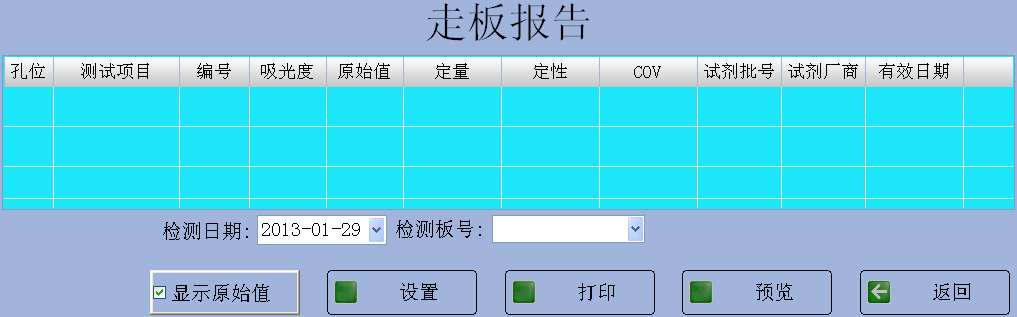 走板报告
孔位 测试项目 编号 吸光度 原始值 定量 定性 COV 试剂批号 试剂厂商 有效日期
检测日期: 2013-01-29 检测板号:
显示原始值 设置 打印 预览 返回